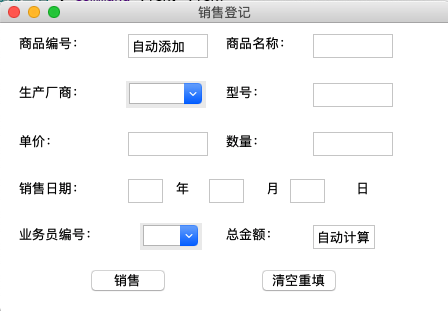 销售登记
商品编号： 自动添加 商品名称：
生产厂商： 型号：
单价： 数量：
销售日期： 年 月 日
业务员编号： 总金额： 自动计算
销售 清空重填